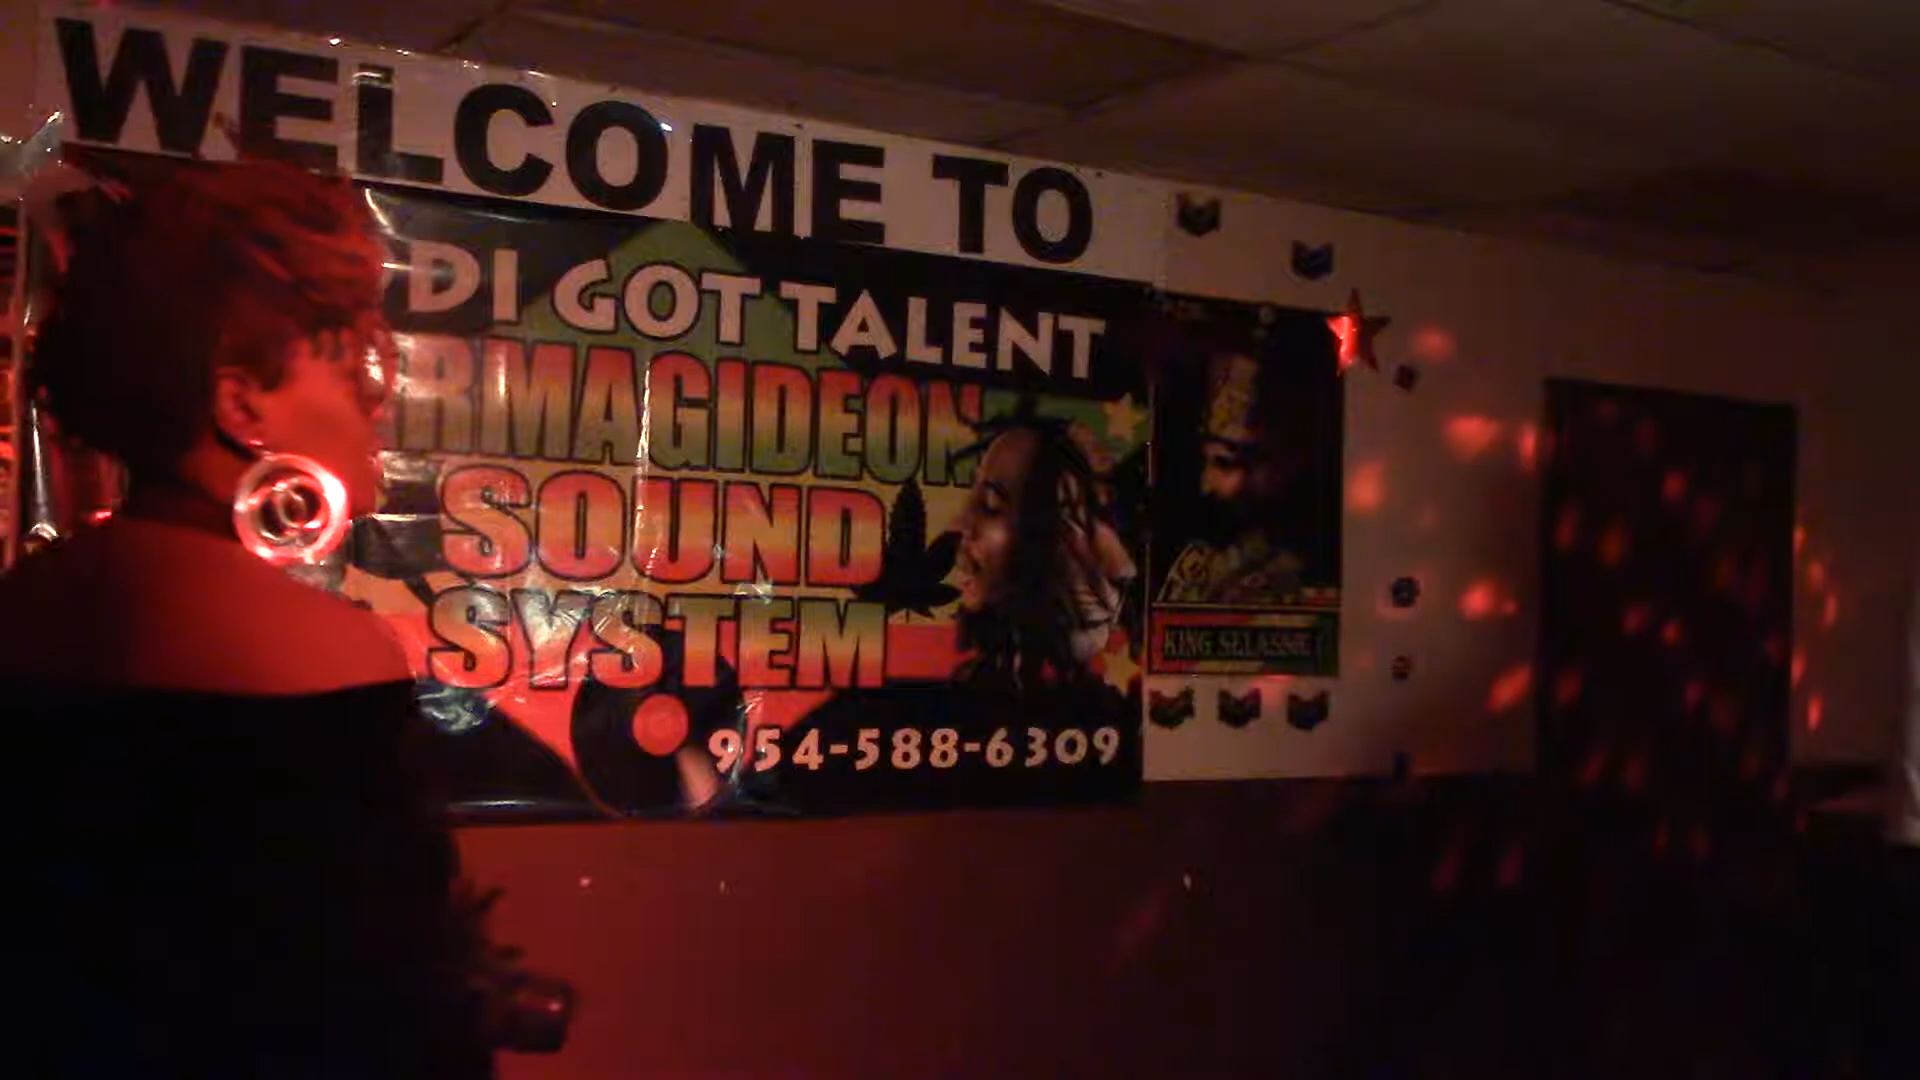 WELCOME TO
DI GOT TALENT
RMAGIDEON
SOUND
SYSTEM
954-588-6309
KING SELASSIE I